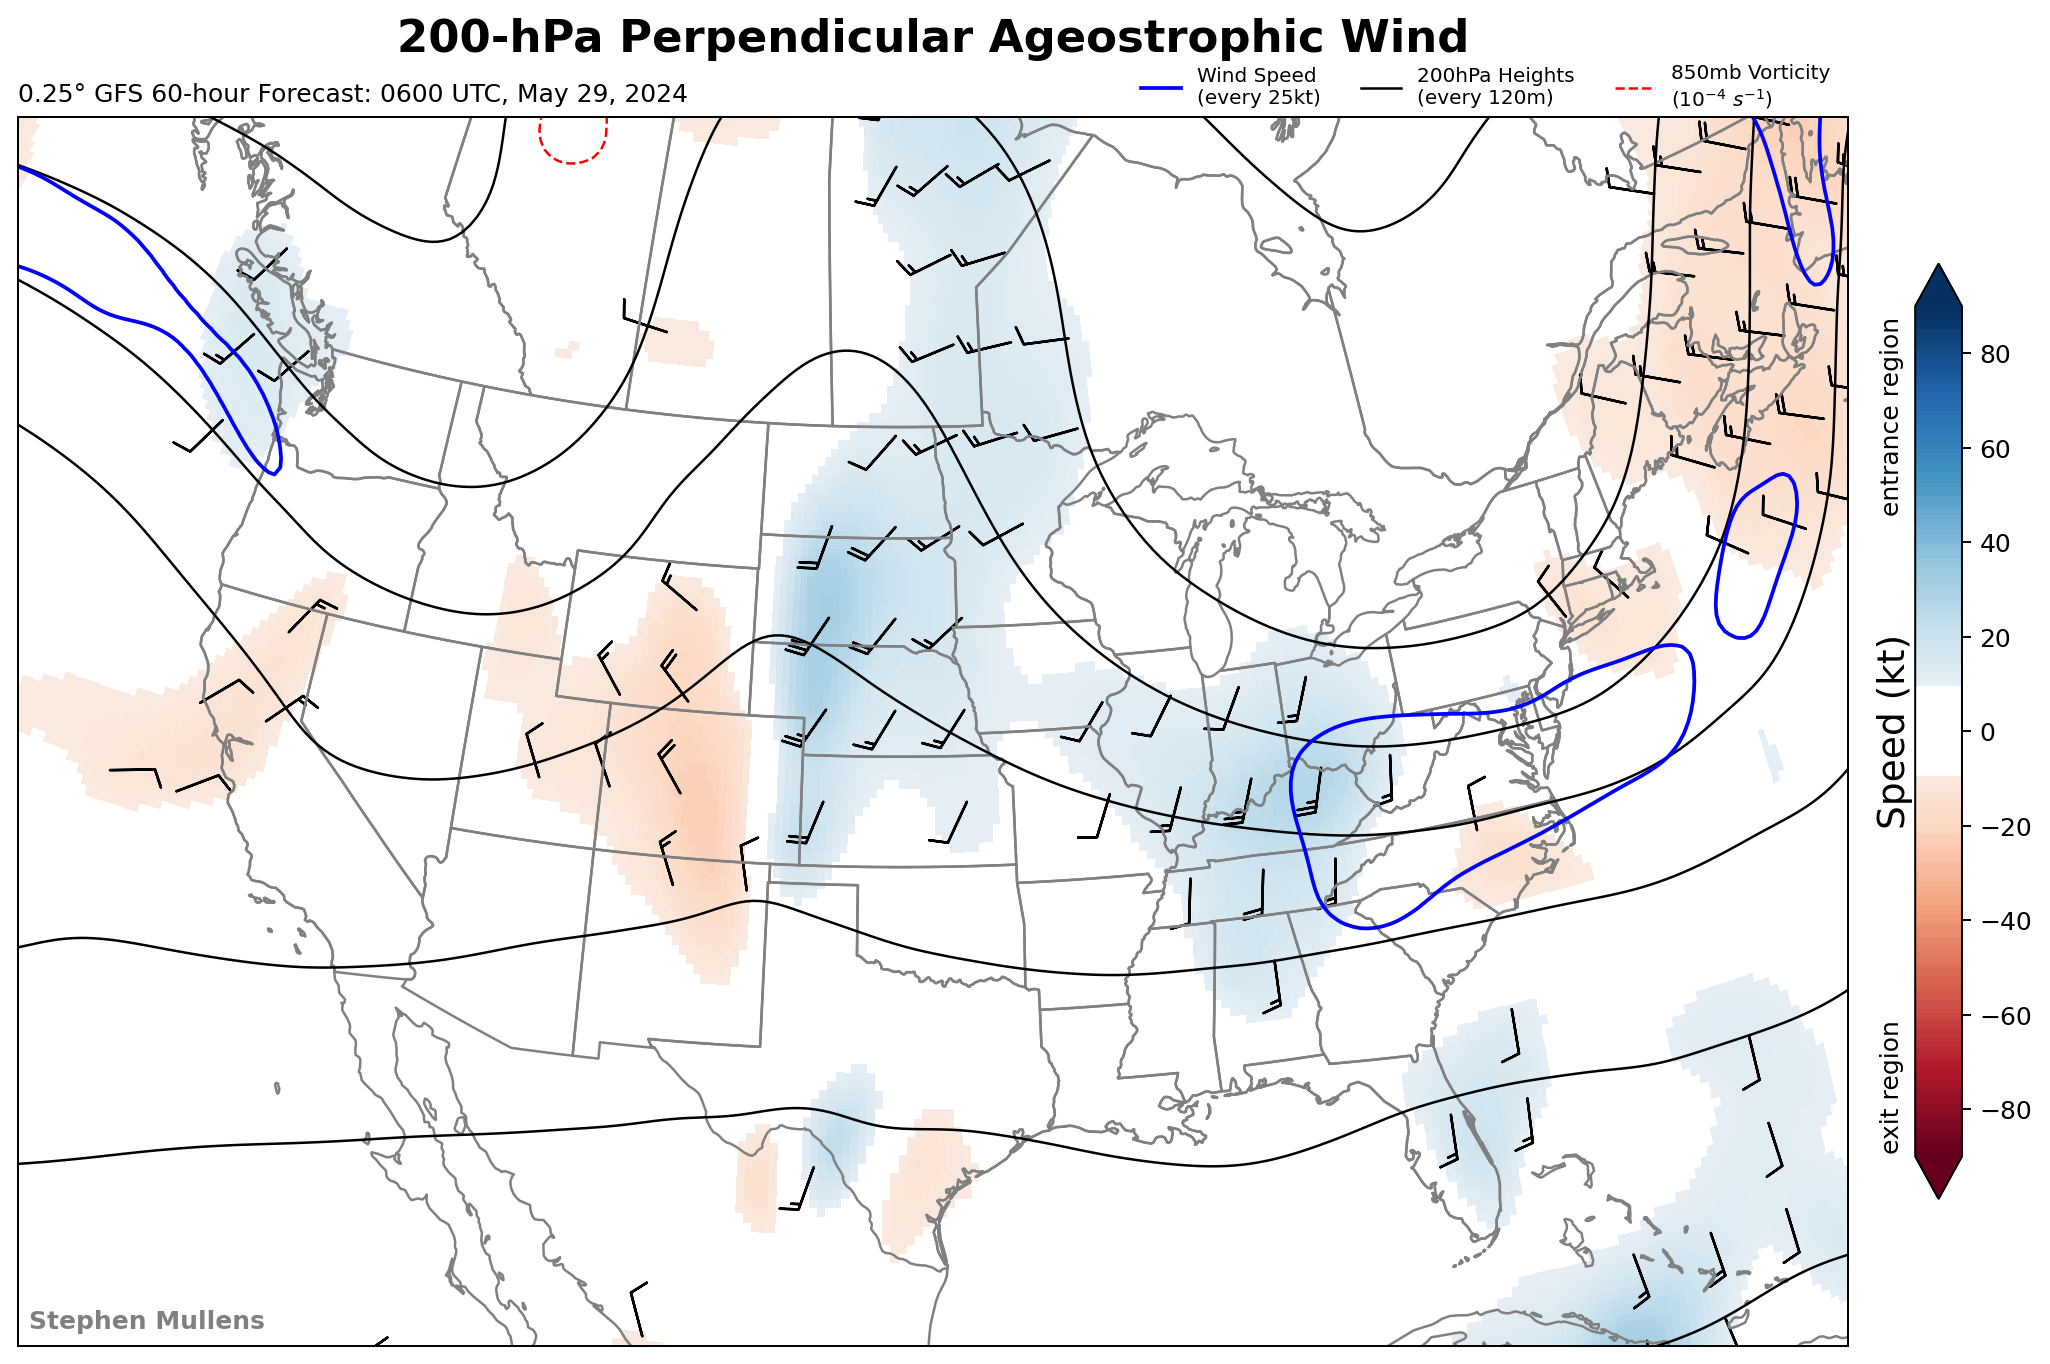 200-hPa Perpendicular Ageostrophic Wind
0.25° GFS 60-hour Forecast: 0600 UTC, May 29, 2024
Wind Speed
(every 25kt)
200hPa Heights
(every 120m)
850mb Vorticity
(10⁻⁴ s⁻¹)
entrance region
Speed (kt)
exit region
80
60
40
20
0
−20
−40
−60
−80
Stephen Mullens